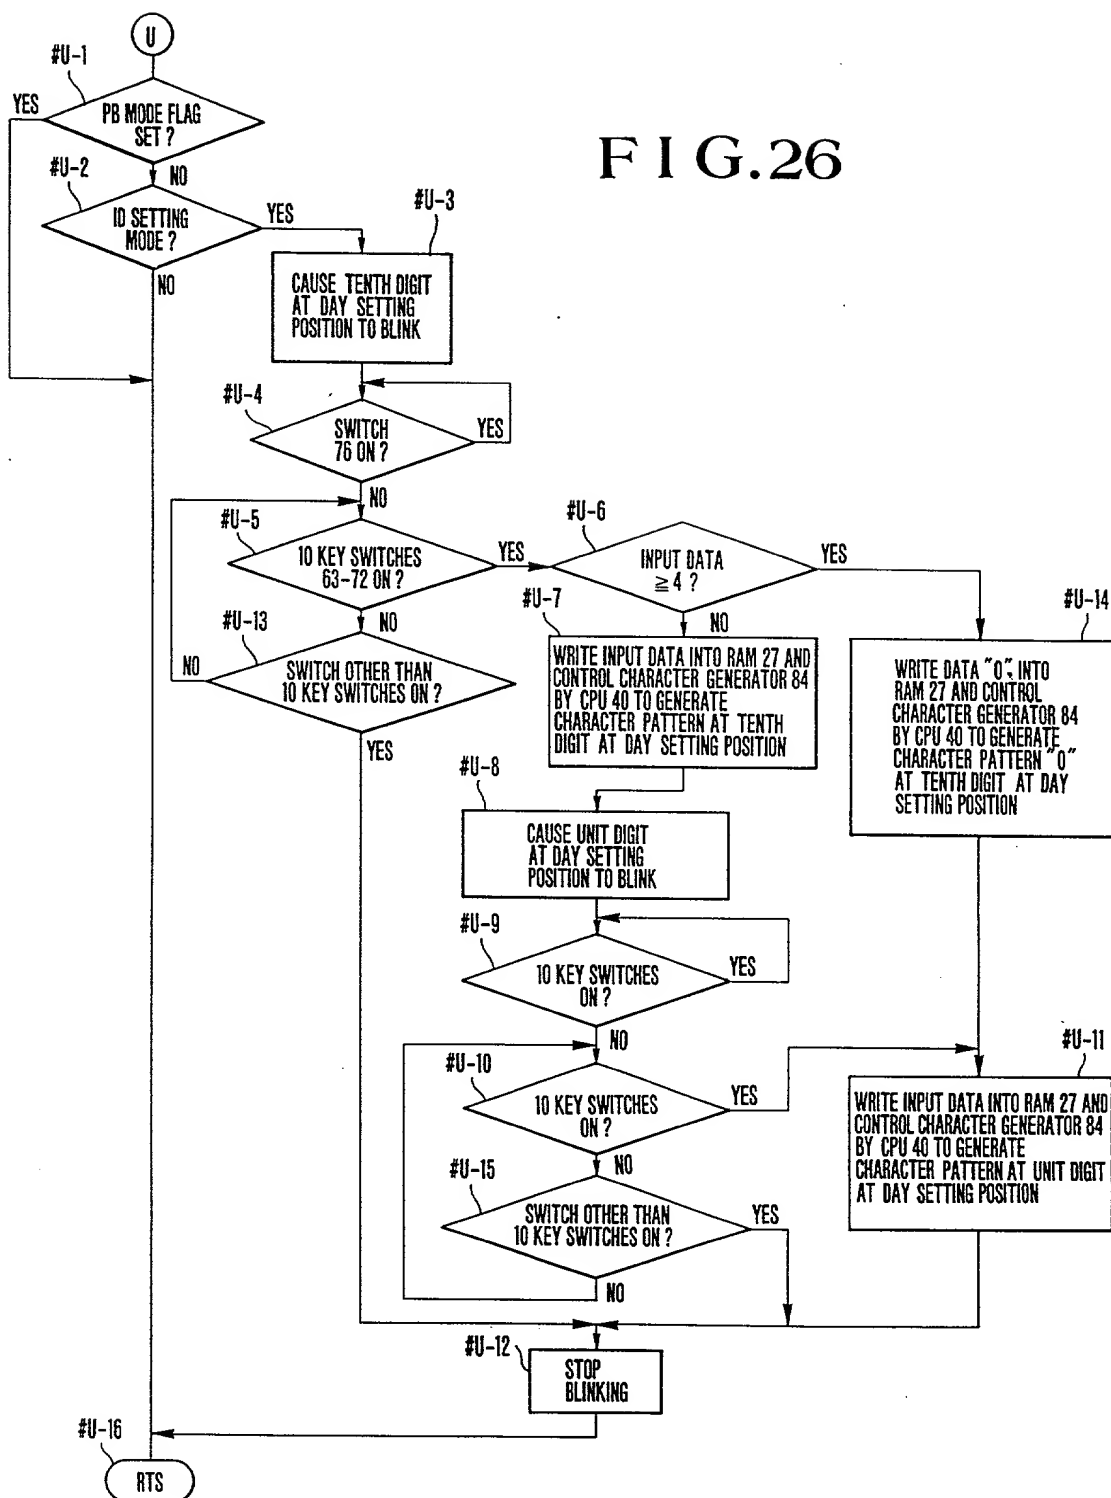 U
#U-1
YES
PB MODE FLAG
SET ?
FIG.26
#U-2
NO
ID SETTING
MODE ?
YES
NO
#U-3
CAUSE TENTH DIGIT
AT DAY SETTING
POSITION TO BLINK
#U-4
SWITCH
76 ON ?
YES
NO
#U-5
10 KEY SWITCHES
63-72 ON ?
YES
NO
#U-6
INPUT DATA
≧4 ?
YES
NO
#U-13
NO
SWITCH OTHER THAN
10 KEY SWITCHES ON ?
YES
#U-7
WRITE INPUT DATA INTO RAM 27 AND
CONTROL CHARACTER GENERATOR 84
BY CPU 40 TO GENERATE
CHARACTER PATTERN AT TENTH
DIGIT AT DAY SETTING POSITION
#U-14
WRITE DATA "0" INTO
RAM 27 AND CONTROL
CHARACTER GENERATOR 84
BY CPU 40 TO GENERATE
CHARACTER PATTERN "0"
AT TENTH DIGIT AT DAY
SETTING POSITION
#U-8
CAUSE UNIT DIGIT
AT DAY SETTING
POSITION TO BLINK
#U-9
10 KEY SWITCHES
ON ?
YES
NO
#U-10
10 KEY SWITCHES
ON ?
YES
NO
#U-11
WRITE INPUT DATA INTO RAM 27 AND
CONTROL CHARACTER GENERATOR 84
BY CPU 40 TO GENERATE
CHARACTER PATTERN AT UNIT DIGIT
AT DAY SETTING POSITION
#U-15
SWITCH OTHER THAN
10 KEY SWITCHES ON ?
YES
NO
#U-12
STOP
BLINKING
#U-16
RTS